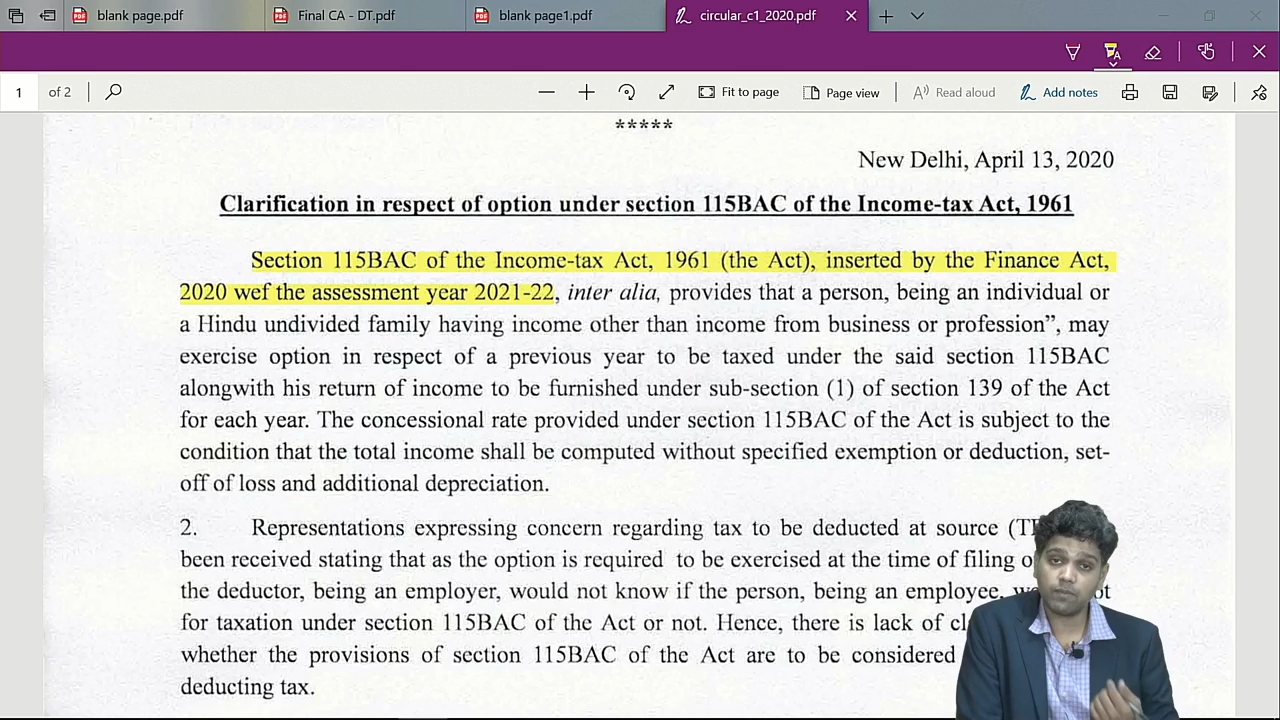 blank page.pdf
Final CA - DT.pdf
blank page1.pdf
circular_c1_2020.pdf
1 of 2
Fit to page
Page view
Read aloud
Add notes
*****
New Delhi, April 13, 2020
Clarification in respect of option under section 115BAC of the Income-tax Act, 1961
Section 115BAC of the Income-tax Act, 1961 (the Act), inserted by the Finance Act,
2020 wef the assessment year 2021-22, inter alia, provides that a person, being an individual or
a Hindu undivided family having income other than income from business or profession”, may
exercise option in respect of a previous year to be taxed under the said section 115BAC
alongwith his return of income to be furnished under sub-section (1) of section 139 of the Act
for each year. The concessional rate provided under section 115BAC of the Act is subject to the
condition that the total income shall be computed without specified exemption or deduction, set-
off of loss and additional depreciation.
2. Representations expressing concern regarding tax to be deducted at source
been received stating that as the option is required to be exercised at the time of filing
the deductor, being an employer, would not know if the person, being an employee,
for taxation under section 115BAC of the Act or not. Hence, there is lack of
whether the provisions of section 115BAC of the Act are to be considered
deducting tax.